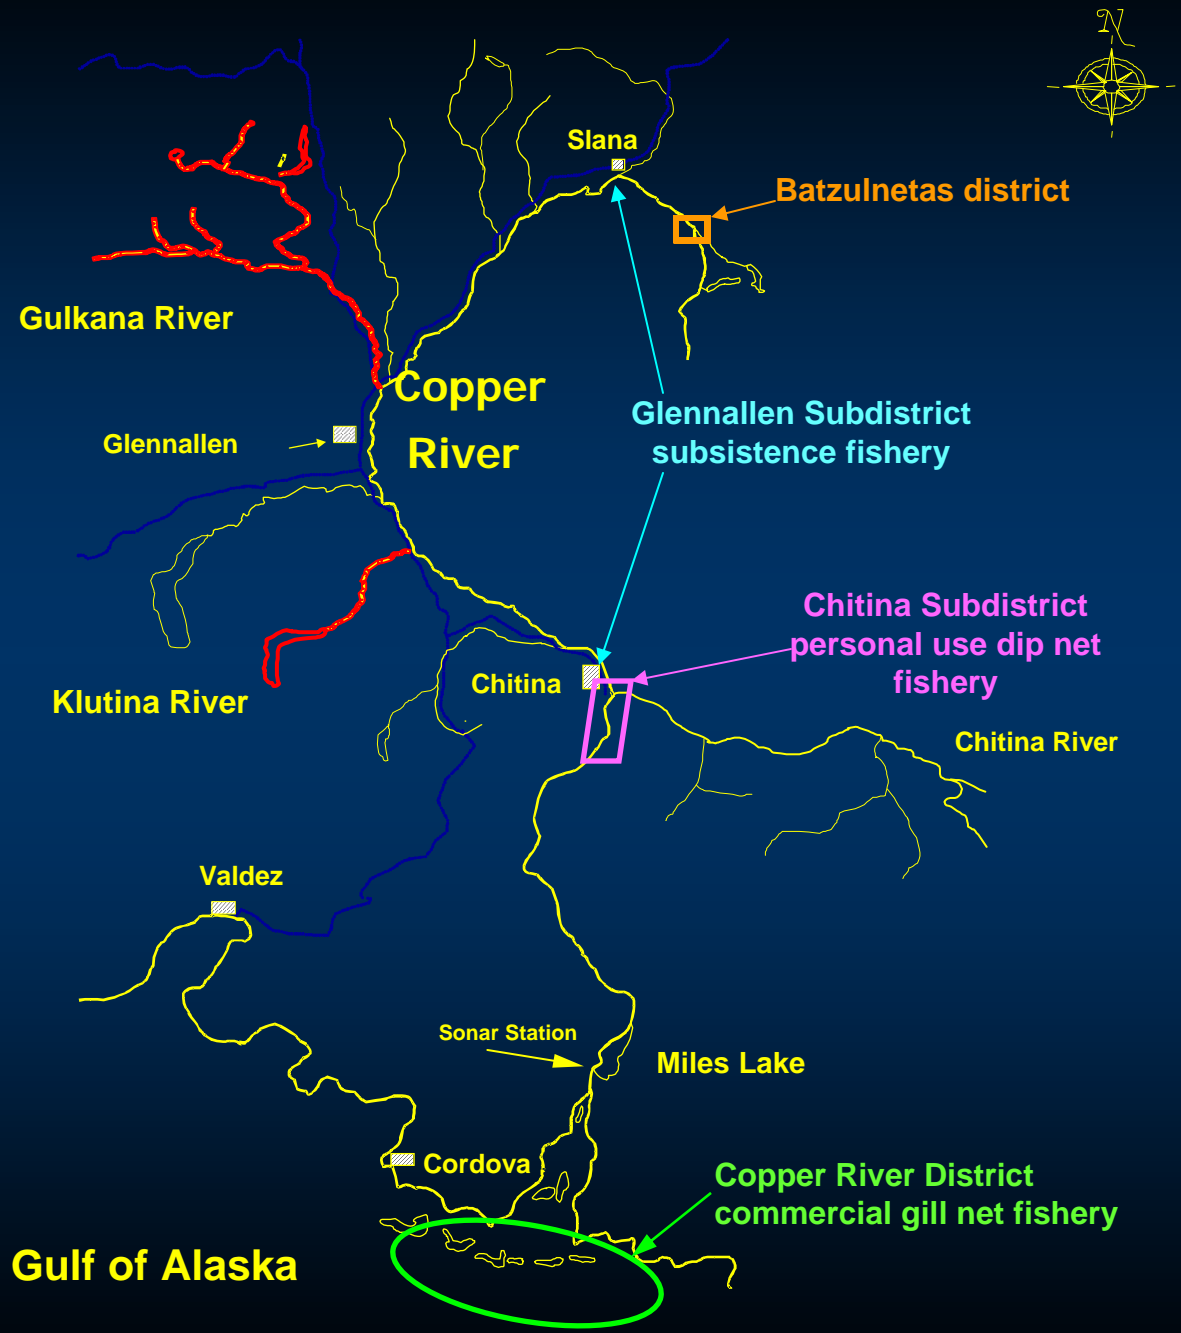 N
Slana
Batzulnetas district
Gulkana River
Copper
River
Glennallen Subdistrict
subsistence fishery
Glennallen
Chitina Subdistrict
personal use dip net
fishery
Chitina
Klutina River
Chitina River
Valdez
Sonar Station
Miles Lake
Cordova
Copper River District
commercial gill net fishery
Gulf of Alaska